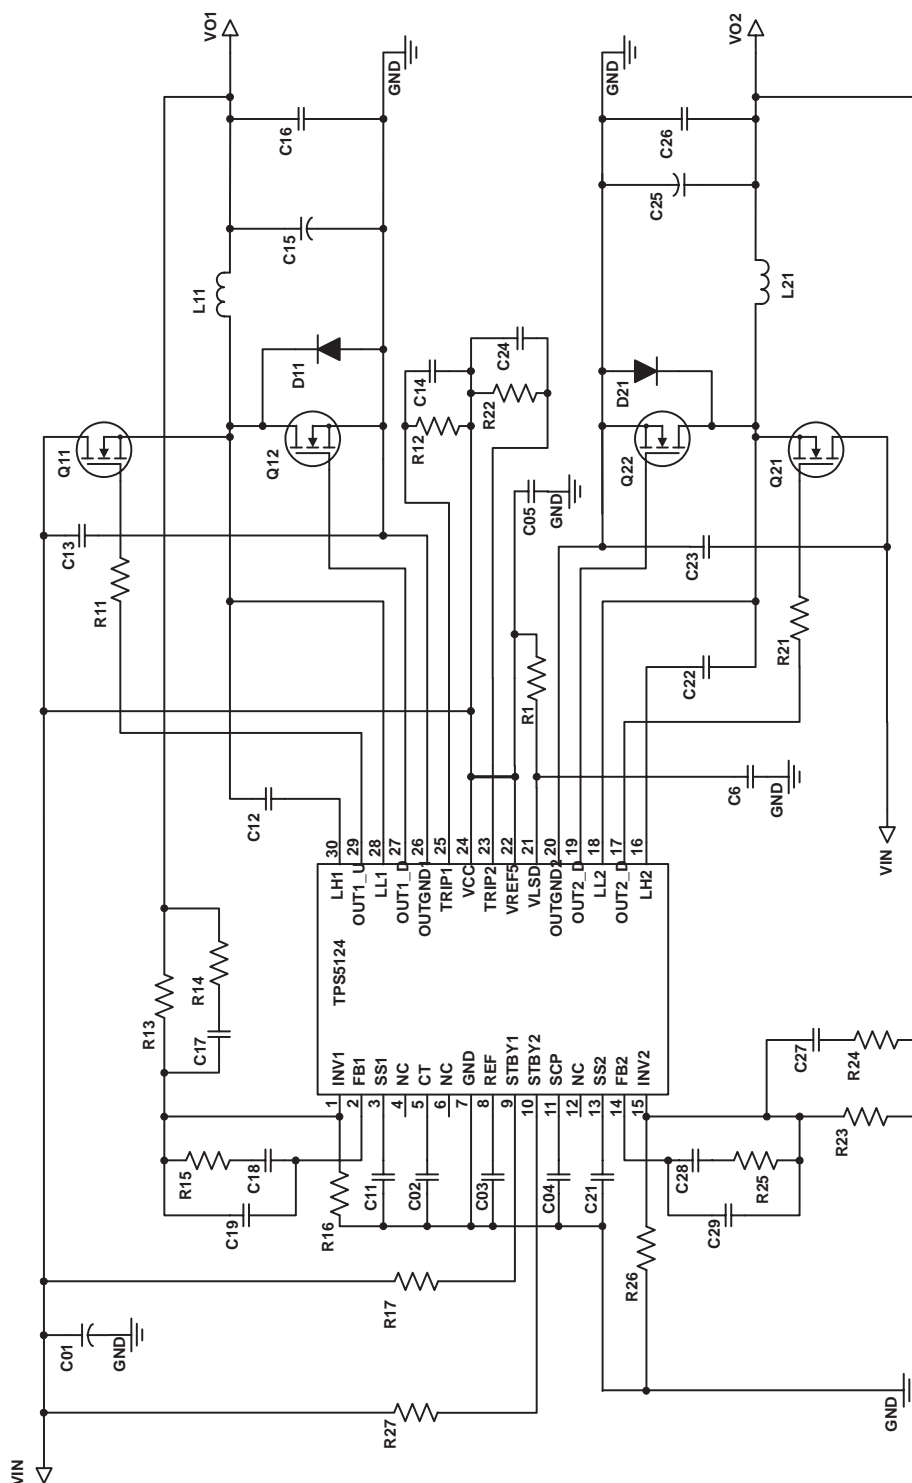 VO1
GND
C16
C15
L11
D11
Q11
Q12
C13
R11
C12
R13
R14
C17
R15
C18
C19
R16
R17
C01
GND
R27
VIN
C14
R12
C24
R22
C05
GND
R1
C6
GND
TPS5124
30
LH1
29
OUT1_U
28
LL1
27
OUT1_D
26
OUTGND1
25
TRIP1
24
VCC
23
TRIP2
22
VREF5
21
VLSD
20
OUTGND2
19
OUT2_D
18
LL2
17
OUT2_D
16
LH2
INV1
1
FB1
2
SS1
3
NC
4
CT
5
NC
6
GND
7
REF
8
STBY1
9
STBY2
10
SCP
11
NC
12
SS2
13
FB2
14
INV2
15
C11
C02
C03
C04
C21
VO2
GND
C26
C25
L21
D21
Q22
Q21
C23
R21
C22
VIN
C27
R24
R23
C28
R25
C29
R26
GND